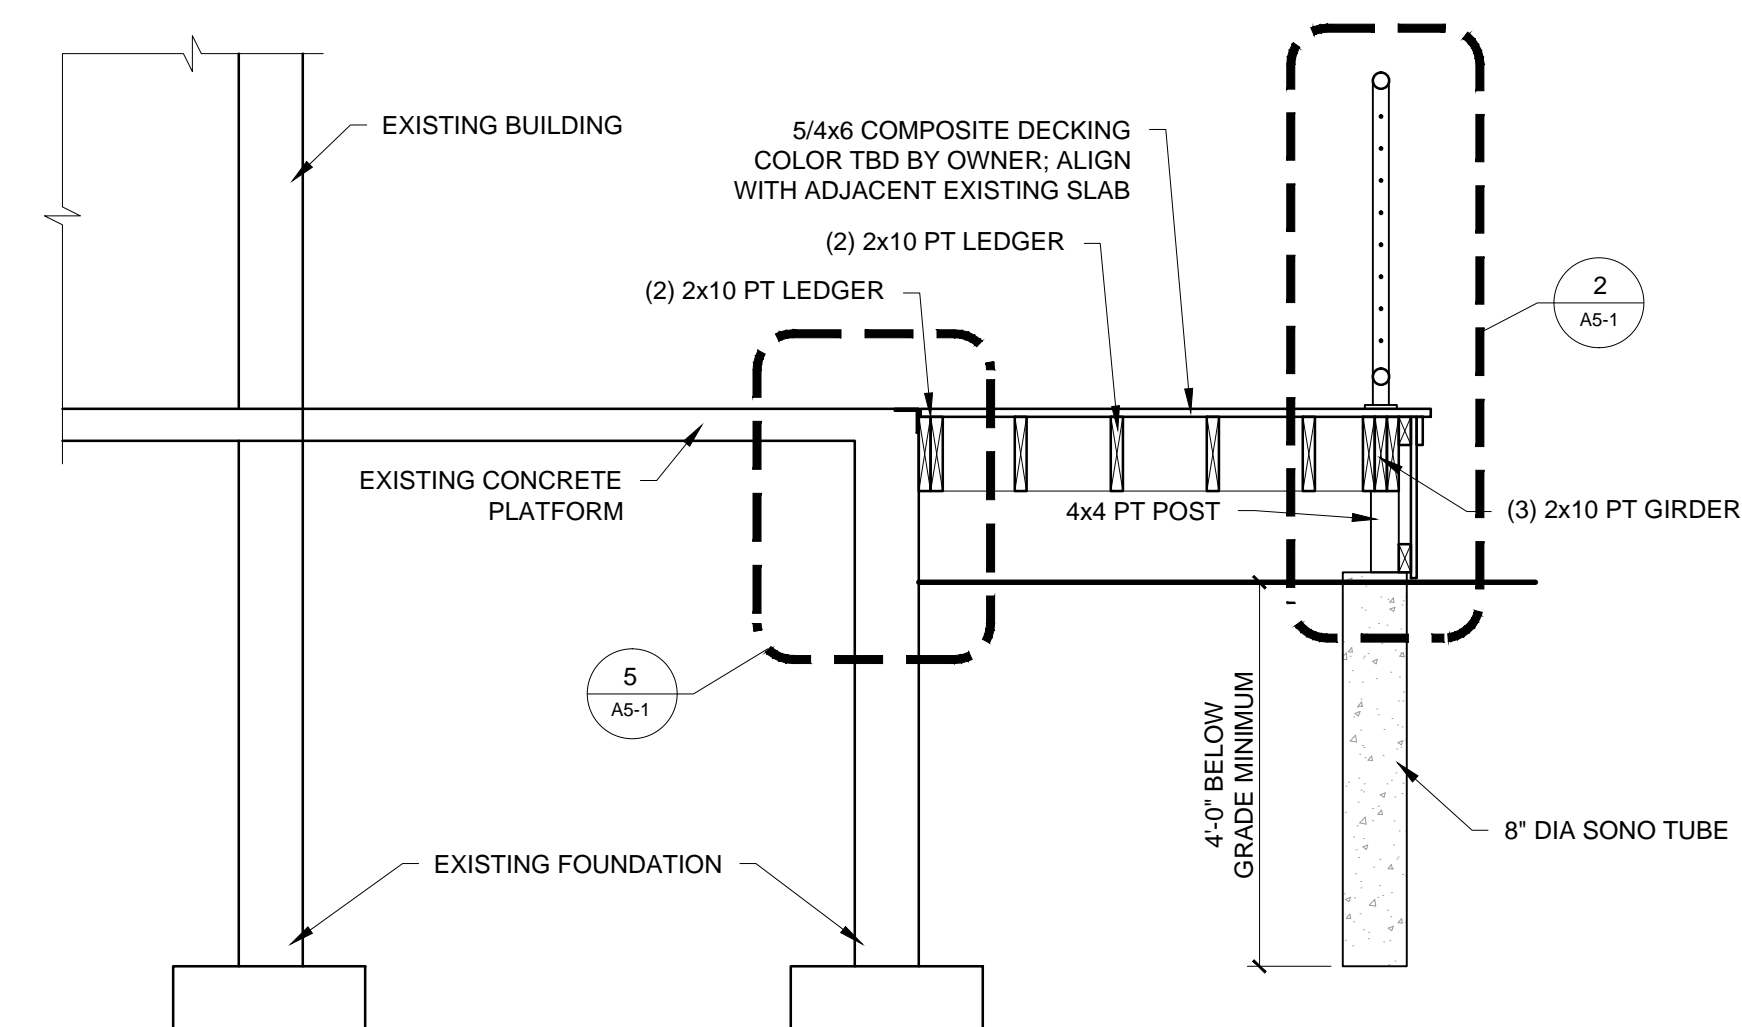 EXISTING BUILDING
5/4x6 COMPOSITE DECKING
COLOR TBD BY OWNER; ALIGN
WITH ADJACENT EXISTING SLAB
(2) 2x10 PT LEDGER
(2) 2x10 PT LEDGER
2
A5-1
EXISTING CONCRETE
PLATFORM
4x4 PT POST
(3) 2x10 PT GIRDER
5
A5-1
4'-0" BELOW
GRADE MINIMUM
8" DIA SONO TUBE
EXISTING FOUNDATION